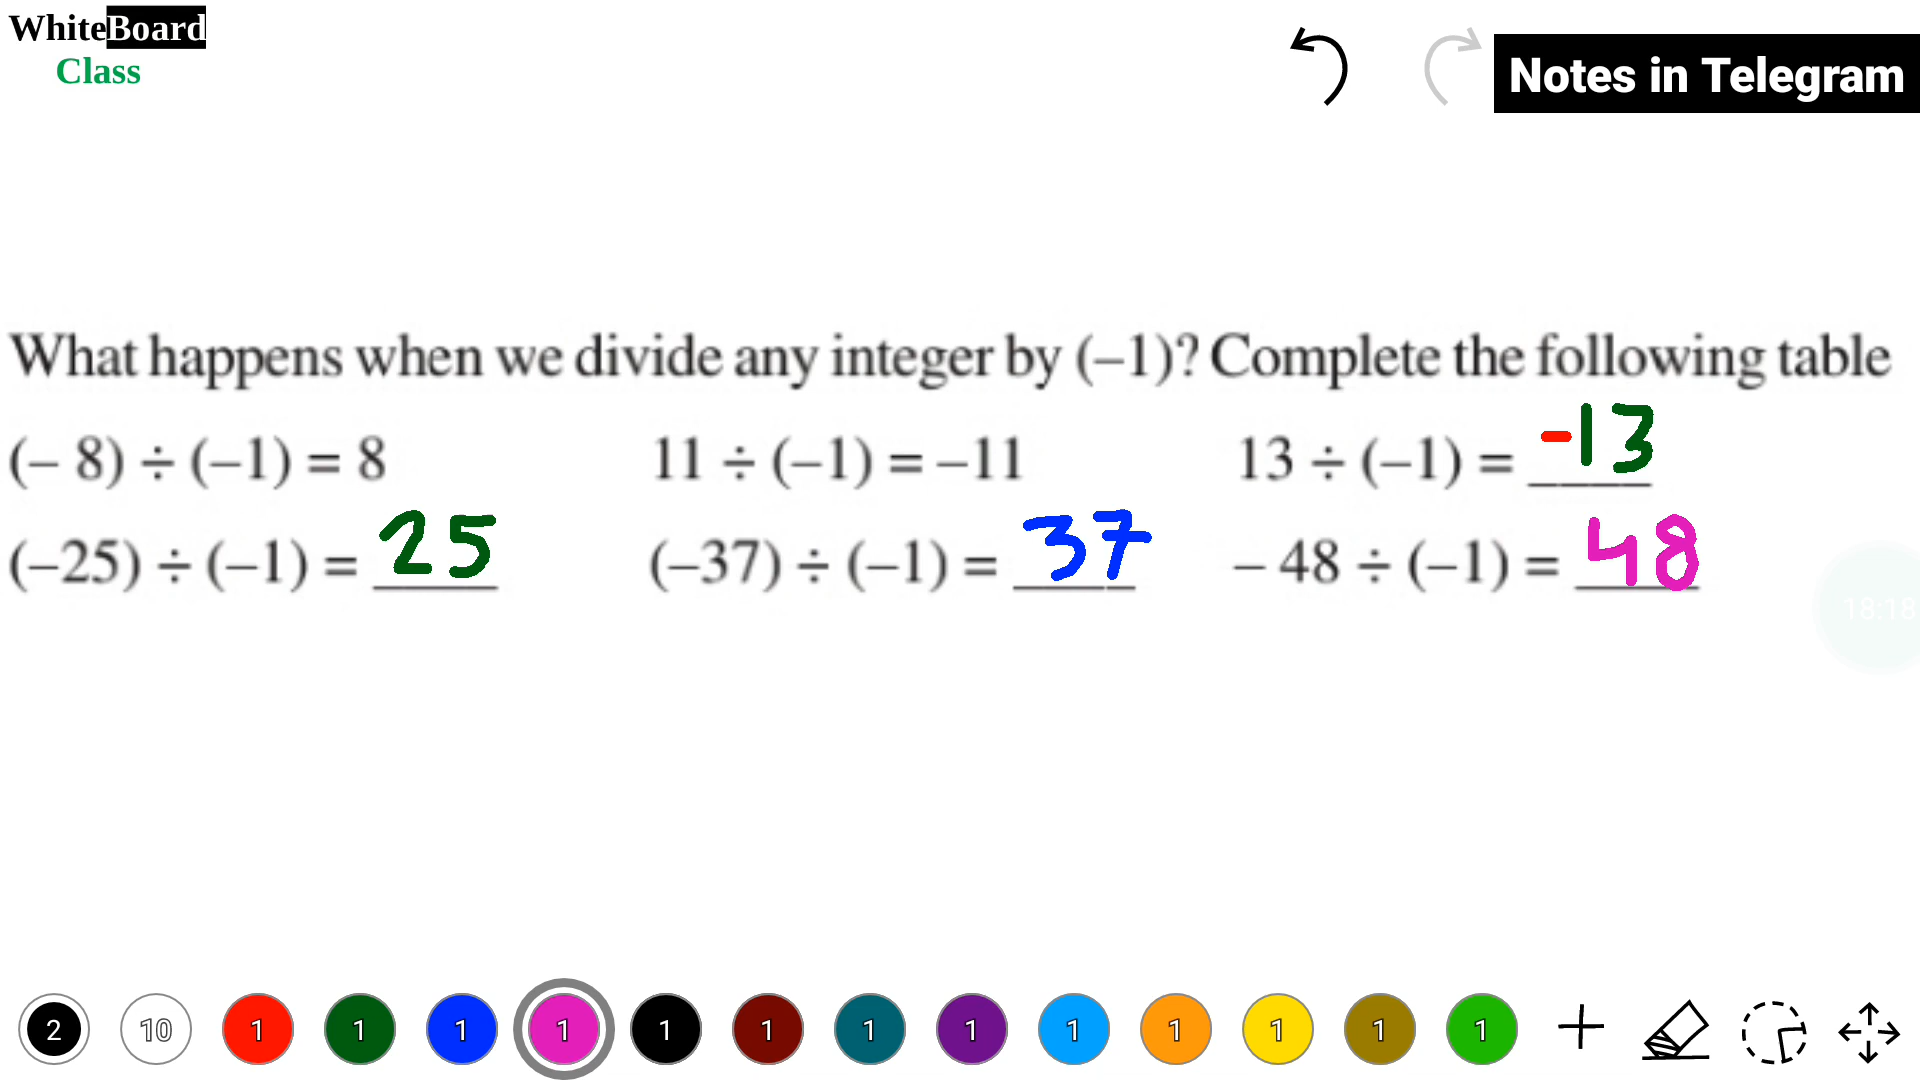 WhiteBoard
Class
Notes in Telegram
What happens when we divide any integer by (–1)? Complete the following table
(– 8) ÷ (–1) = 8 11 ÷ (–1) = –11 13 ÷ (–1) = -13
(–25) ÷ (–1) = 25 (–37) ÷ (–1) = 37 – 48 ÷ (–1) = 48
18:18
2 10 1 1 1 1 1 1 1 1 1 1 1 1 1